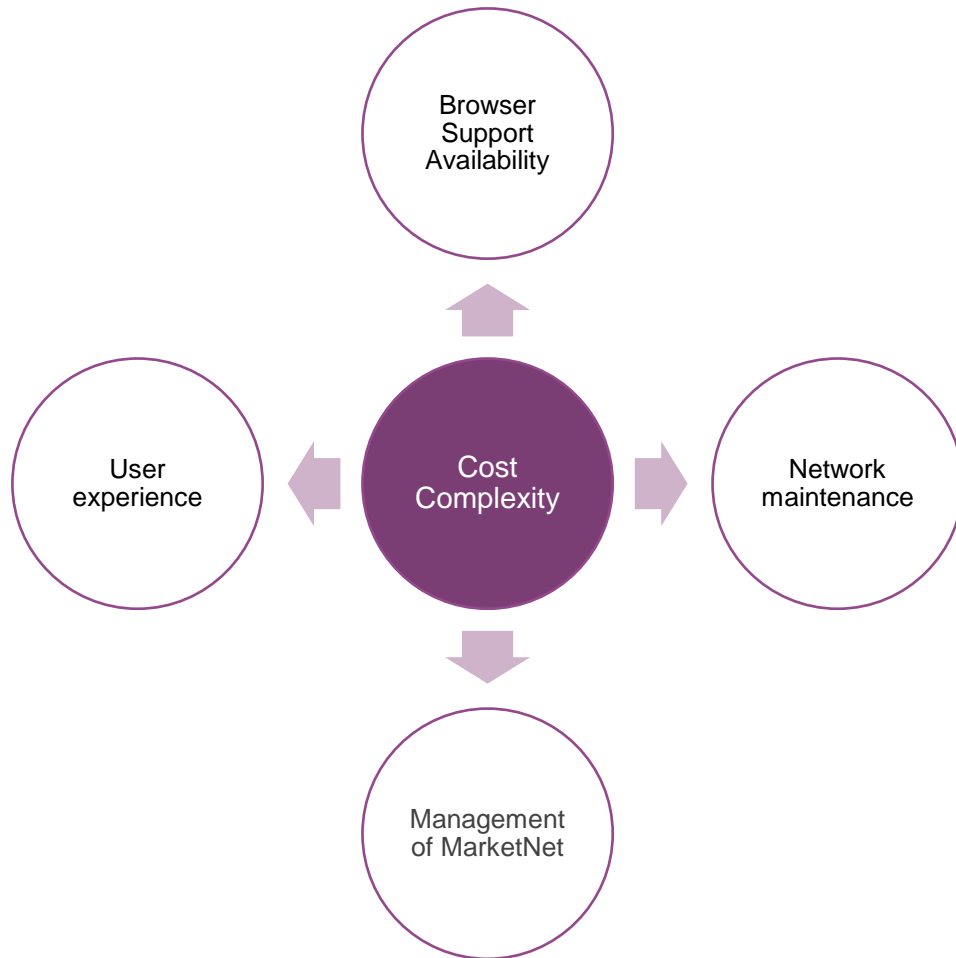 Browser
Support
Availability
User
experience
Cost
Complexity
Network
maintenance
Management
of MarketNet